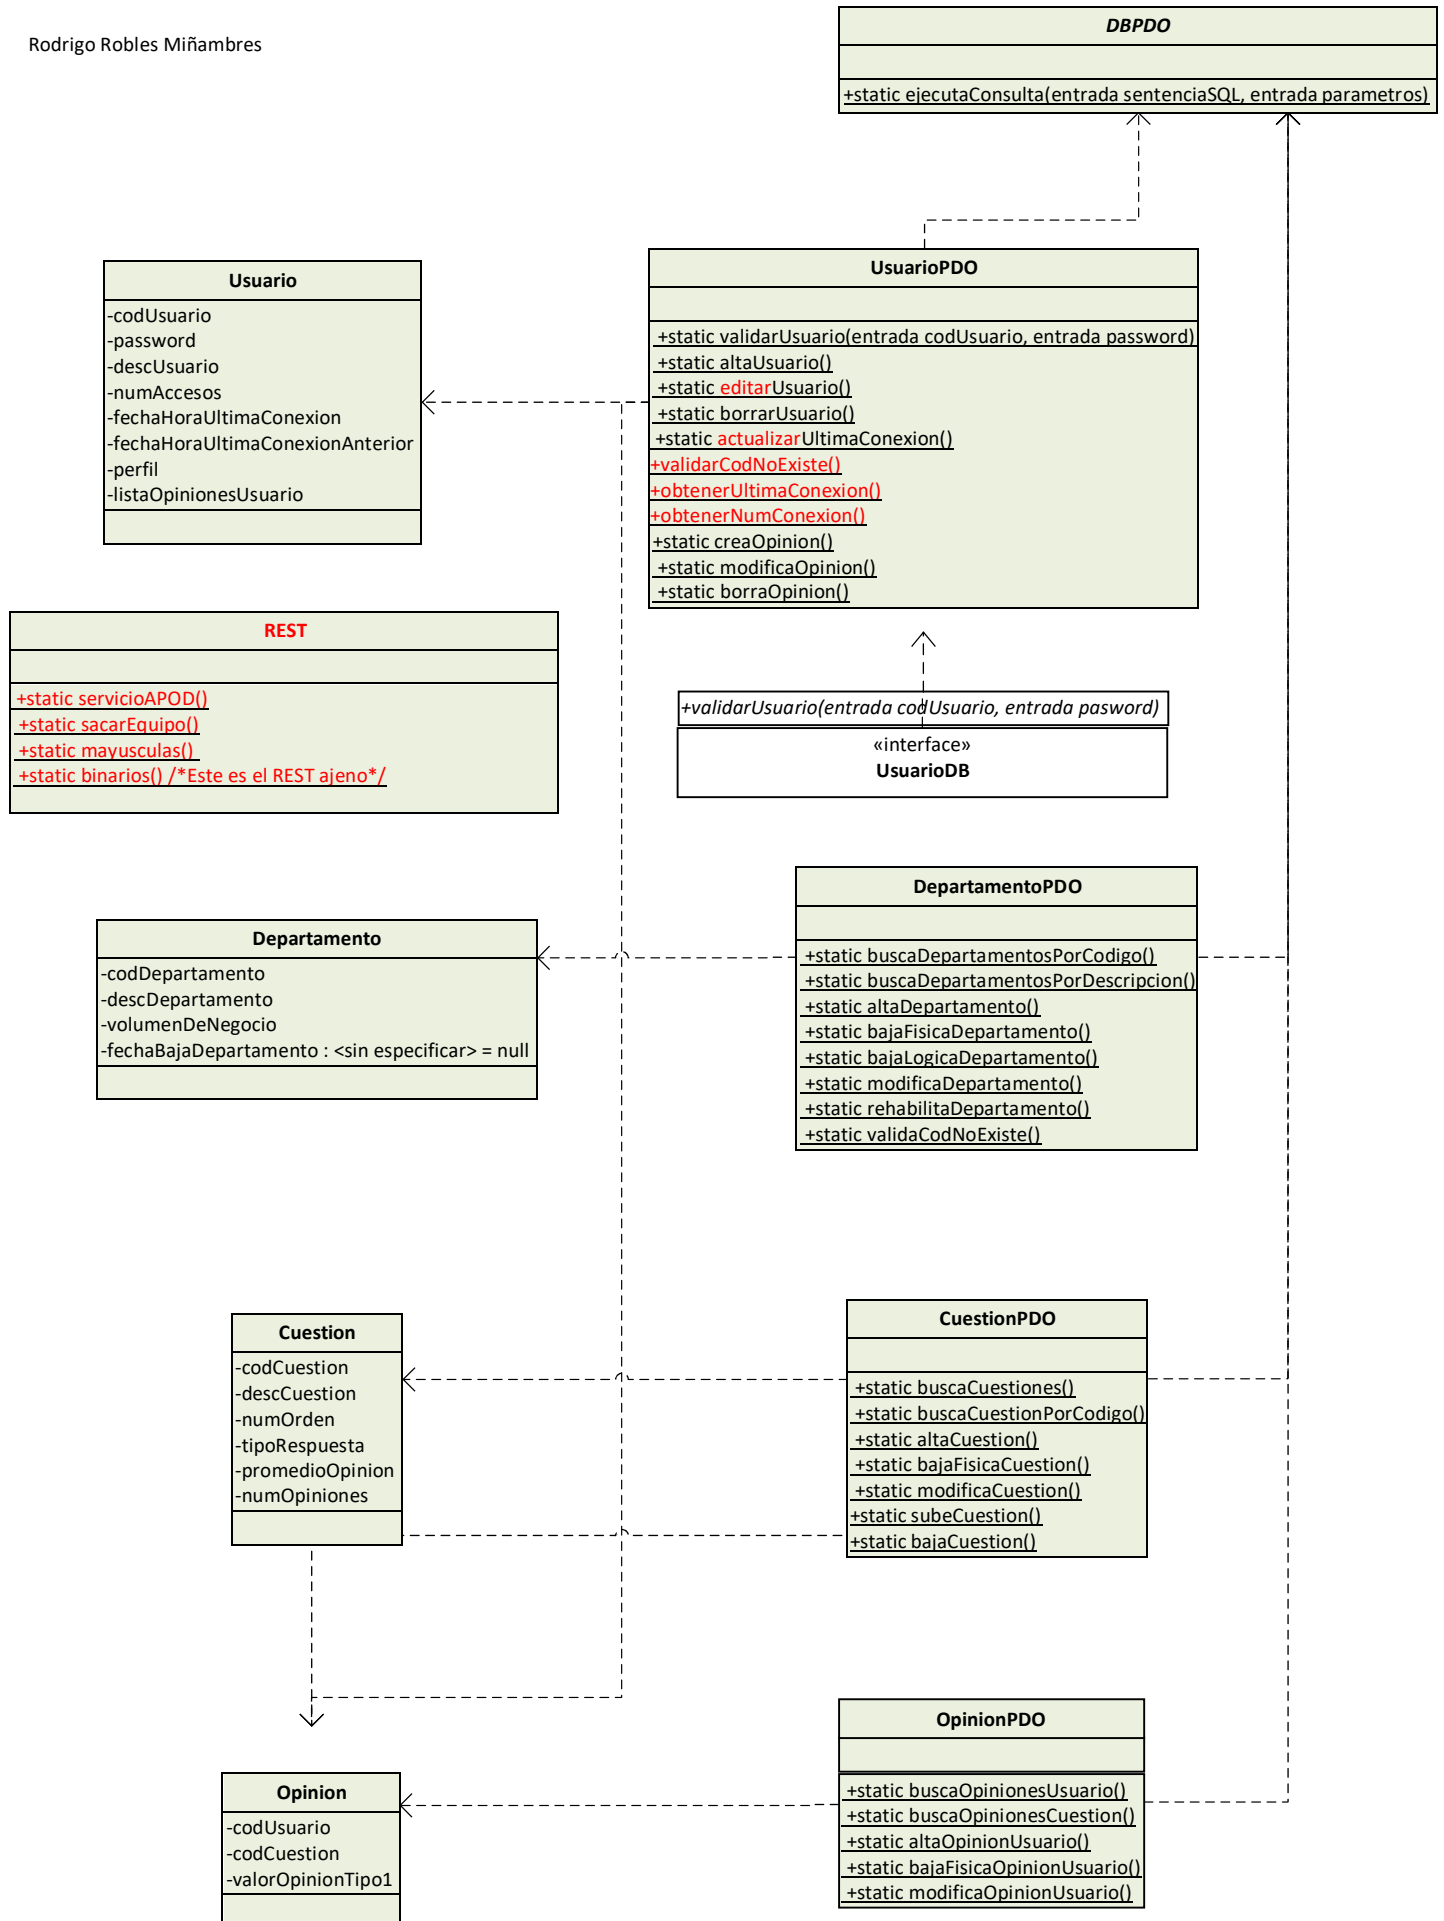 Rodrigo Robles Miñambres
DBPDO
+static ejecutaConsulta(entrada sentenciaSQL, entrada parametros)
Usuario
-codUsuario
-password
-descUsuario
-numAccesos
-fechaHoraUltimaConexion
-fechaHoraUltimaConexionAnterior
-perfil
-listaOpinionesUsuario
UsuarioPDO
+static validarUsuario(entrada codUsuario, entrada password)
+static altaUsuario()
+static editarUsuario()
+static borrarUsuario()
+static actualizarUltimaConexion()
+validarCodNoExiste()
+obtenerUltimaConexion()
+obtenerNumConexion()
+static creaOpinion()
+static modificaOpinion()
+static borraOpinion()
REST
+static servicioAPOD()
+static sacarEquipo()
+static mayusculas()
+static binarios() /*Este es el REST ajeno*/
+validarUsuario(entrada codUsuario, entrada pasword)
«interface»
UsuarioDB
Departamento
-codDepartamento
-descDepartamento
-volumenDeNegocio
-fechaBajaDepartamento : <sin especificar> = null
DepartamentoPDO
+static buscaDepartamentosPorCodigo()
+static buscaDepartamentosPorDescripcion()
+static altaDepartamento()
+static bajaFisicaDepartamento()
+static bajaLogicaDepartamento()
+static modificaDepartamento()
+static rehabilitaDepartamento()
+static validaCodNoExiste()
Cuestion
-codCuestion
-descCuestion
-numOrden
-tipoRespuesta
-promedioOpinion
-numOpiniones
CuestionPDO
+static buscaCuestiones()
+static buscaCuestionPorCodigo()
+static altaCuestion()
+static bajaFisicaCuestion()
+static modificaCuestion()
+static subeCuestion()
+static bajaCuestion()
Opinion
-codUsuario
-codCuestion
-valorOpinionTipo1
OpinionPDO
+static buscaOpinionesUsuario()
+static buscaOpinionesCuestion()
+static altaOpinionUsuario()
+static bajaFisicaOpinionUsuario()
+static modificaOpinionUsuario()